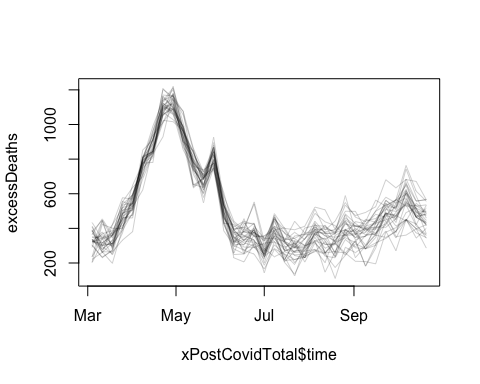 excessDeaths
1000
600
200
Mar May Jul Sep
xPostCovidTotal$time